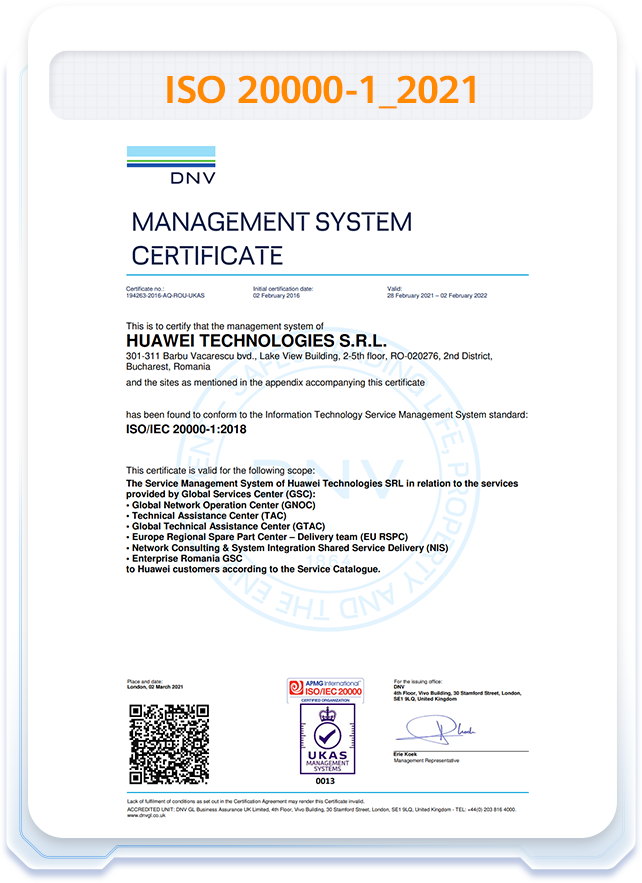 ISO 20000-1_2021
DNV
MANAGEMENT SYSTEM
CERTIFICATE
Certificate no.:
194263-2016-AQ-ROU-UKAS
Initial certification date:
02 February 2016
Valid:
28 February 2021 – 02 February 2022
This is to certify that the management system of
HUAWEI TECHNOLOGIES S.R.L.
301-311 Barbu Vacarescu bvd., Lake View Building, 2-5th floor, RO-020276, 2nd District,
Bucharest, Romania
and the sites as mentioned in the appendix accompanying this certificate
has been found to conform to the Information Technology Service Management System standard:
ISO/IEC 20000-1:2018
This certificate is valid for the following scope:
The Service Management System of Huawei Technologies SRL in relation to the services
provided by Global Services Center (GSC):
• Global Network Operation Center (GNOC)
• Technical Assistance Center (TAC)
• Global Technical Assistance Center (GTAC)
• Europe Regional Spare Part Center – Delivery team (EU RSPC)
• Network Consulting & System Integration Shared Service Delivery (NIS)
• Enterprise Romania GSC
to Huawei customers according to the Service Catalogue.
DNV
Place and date:
London, 02 March 2021
APMG International
ISO/IEC 20000
CERTIFIED ORGANIZATION
UKAS
MANAGEMENT
SYSTEMS
0013
For the issuing office:
DNV
4th Floor, Vivo Building, 30 Stamford Street, London,
SE1 9LQ, United Kingdom
Erie Koek
Management Representative
Lack of fulfilment of conditions as set out in the Certification Agreement may render this Certificate invalid.
ACCREDITED UNIT: DNV GL Business Assurance UK Limited, 4th Floor, Vivo Building, 30 Stamford Street, London, SE1 9LQ, United Kingdom - TEL: +44(0) 203 816 4000.
www.dnvgl.co.uk